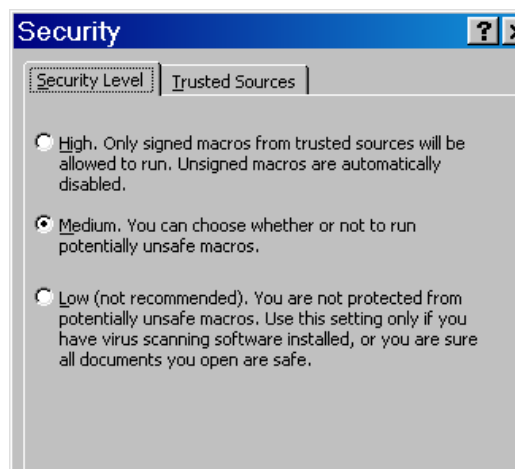 Security
Security Level Trusted Sources
High. Only signed macros from trusted sources will be
allowed to run. Unsigned macros are automatically
disabled.
Medium. You can choose whether or not to run
potentially unsafe macros.
Low (not recommended). You are not protected from
potentially unsafe macros. Use this setting only if you
have virus scanning software installed, or you are sure
all documents you open are safe.